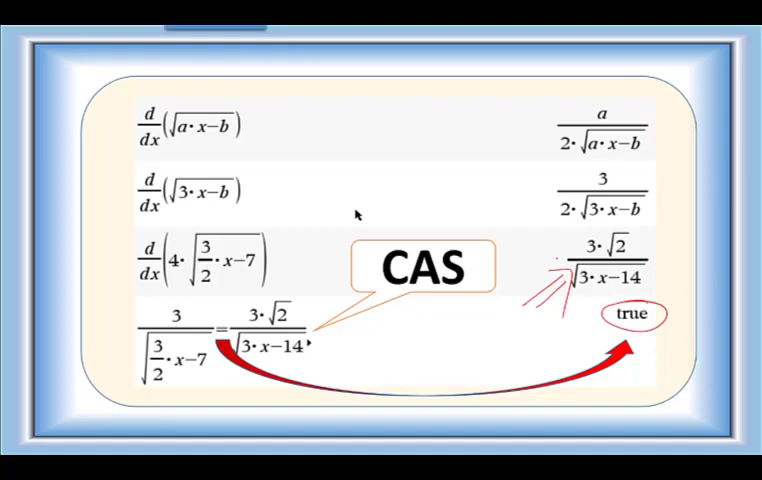 d/dx(√(a·x−b))    a/(2·√(a·x−b))
d/dx(√(3·x−b))    3/(2·√(3·x−b))
d/dx(4·√(3/2·x−7))    3·√2/√(3·x−14)
CAS
3/√(3/2·x−7)=3·√2/√(3·x−14)    true